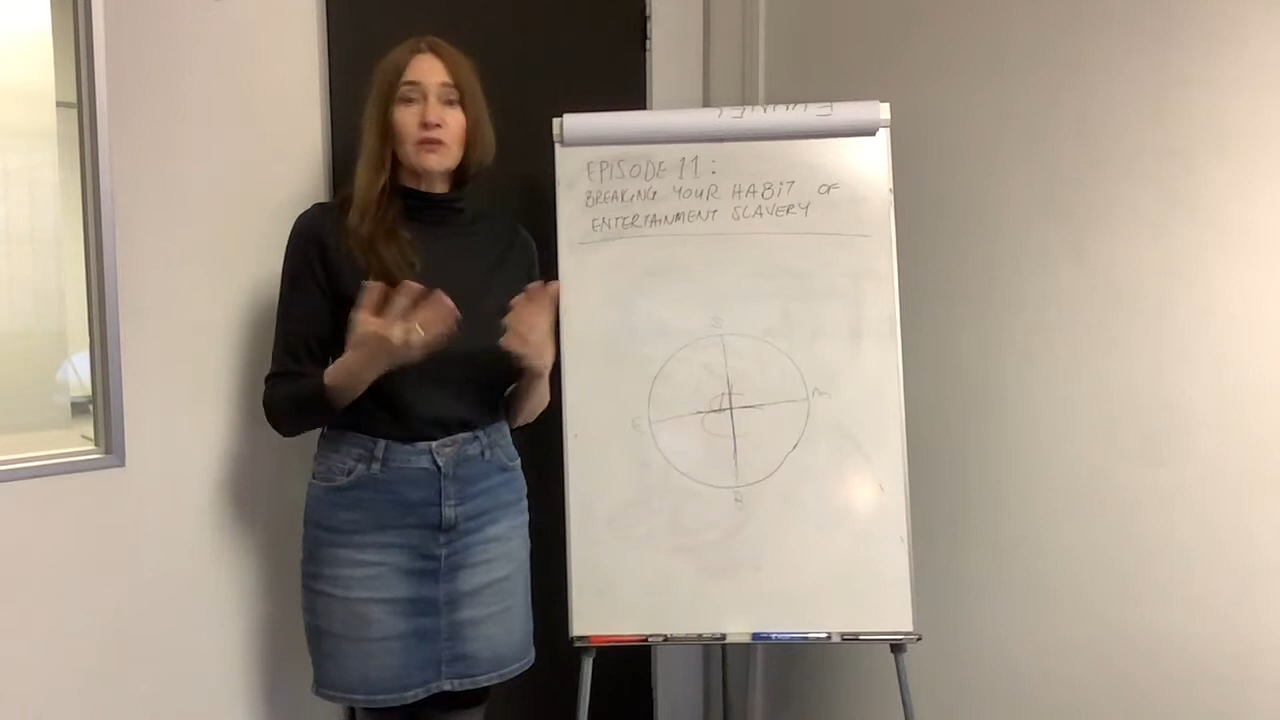 EPISODE 11:
BREAKING YOUR HABIT OF
ENTERTAINMENT SLAVERY
E